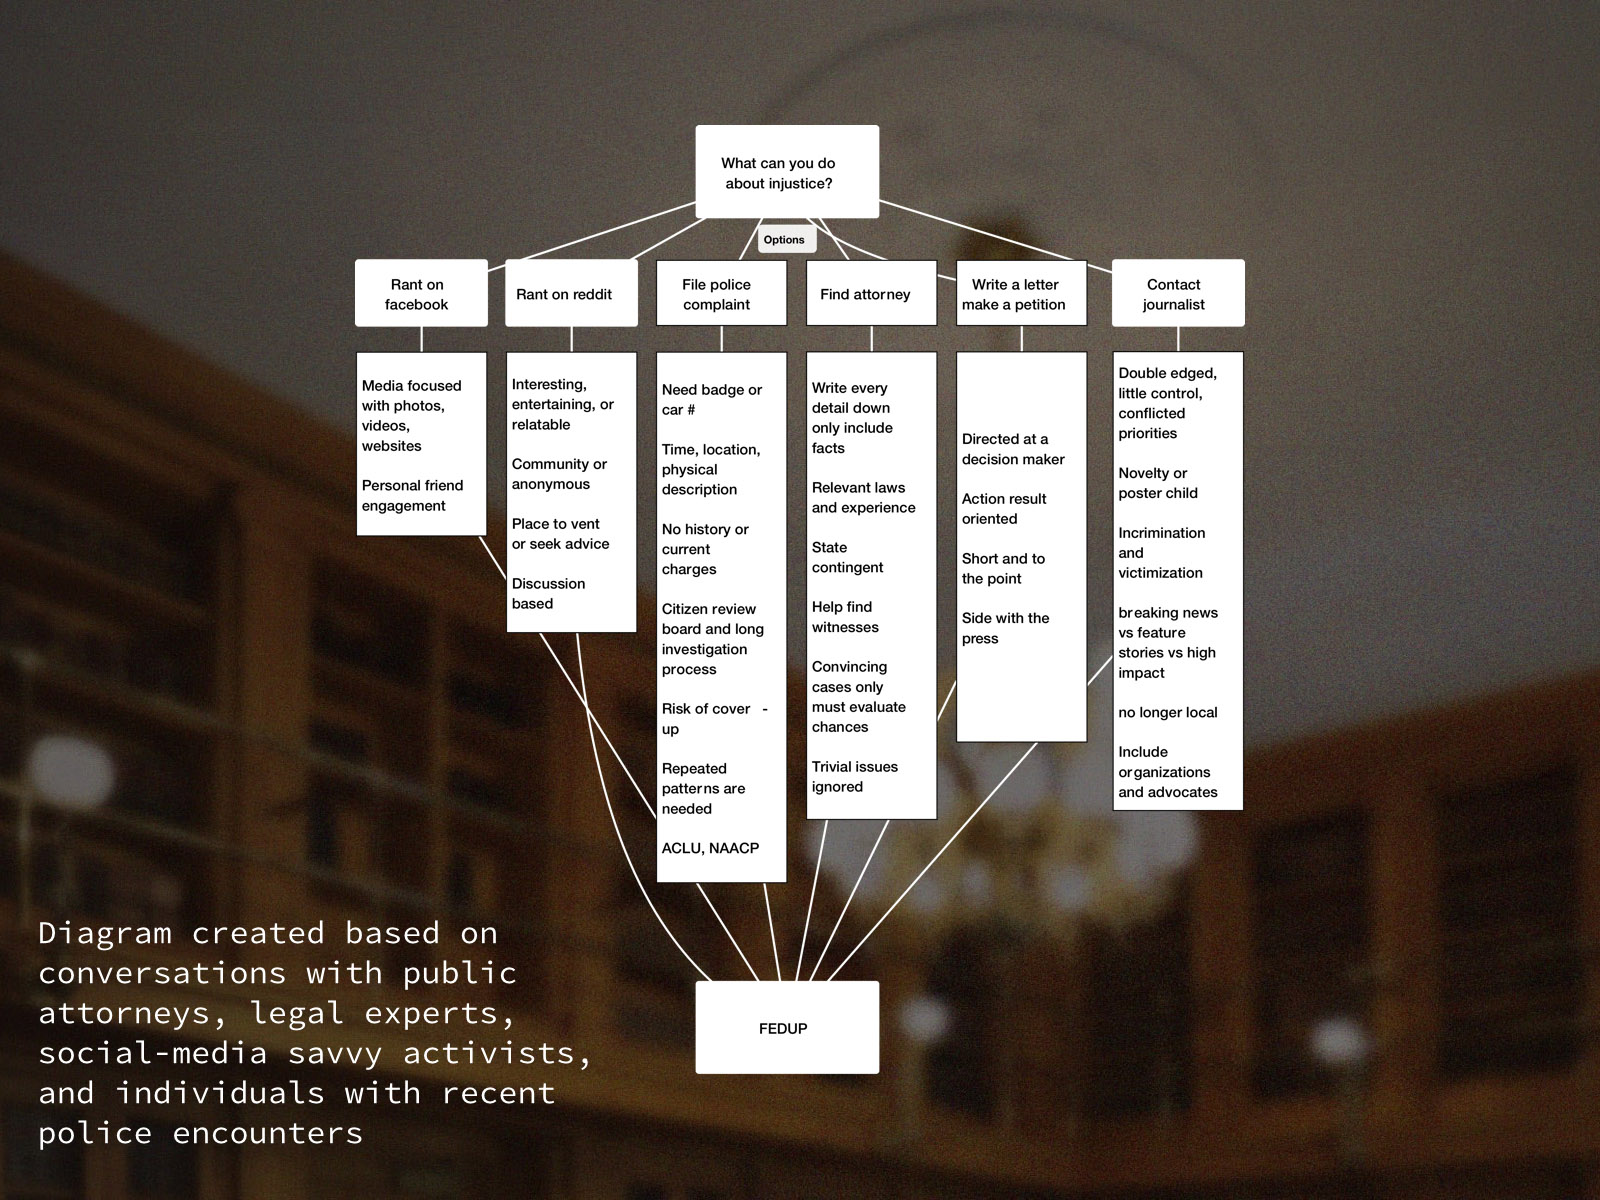 What can you do
about injustice?
Options
Rant on
facebook
Rant on reddit
File police
complaint
Find attorney
Write a letter
make a petition
Contact
journalist
Media focused
with photos,
videos,
websites
Personal friend
engagement
Interesting,
entertaining, or
relatable
Community or
anonymous
Place to vent
or seek advice
Discussion
based
Need badge or
car #
Time, location,
physical
description
No history or
current
charges
Citizen review
board and long
investigation
process
Risk of cover -
up
Repeated
patterns are
needed
ACLU, NAACP
Write every
detail down
only include
facts
Relevant laws
and experience
State
contingent
Help find
witnesses
Convincing
cases only
must evaluate
chances
Trivial issues
ignored
Directed at a
decision maker
Action result
oriented
Short and to
the point
Side with the
press
Double edged,
little control,
conflicted
priorities
Novelty or
poster child
Incrimination
and
victimization
breaking news
vs feature
stories vs high
impact
no longer local
Include
organizations
and advocates
FEDUP
Diagram created based on
conversations with public
attorneys, legal experts,
social-media savvy activists,
and individuals with recent
police encounters